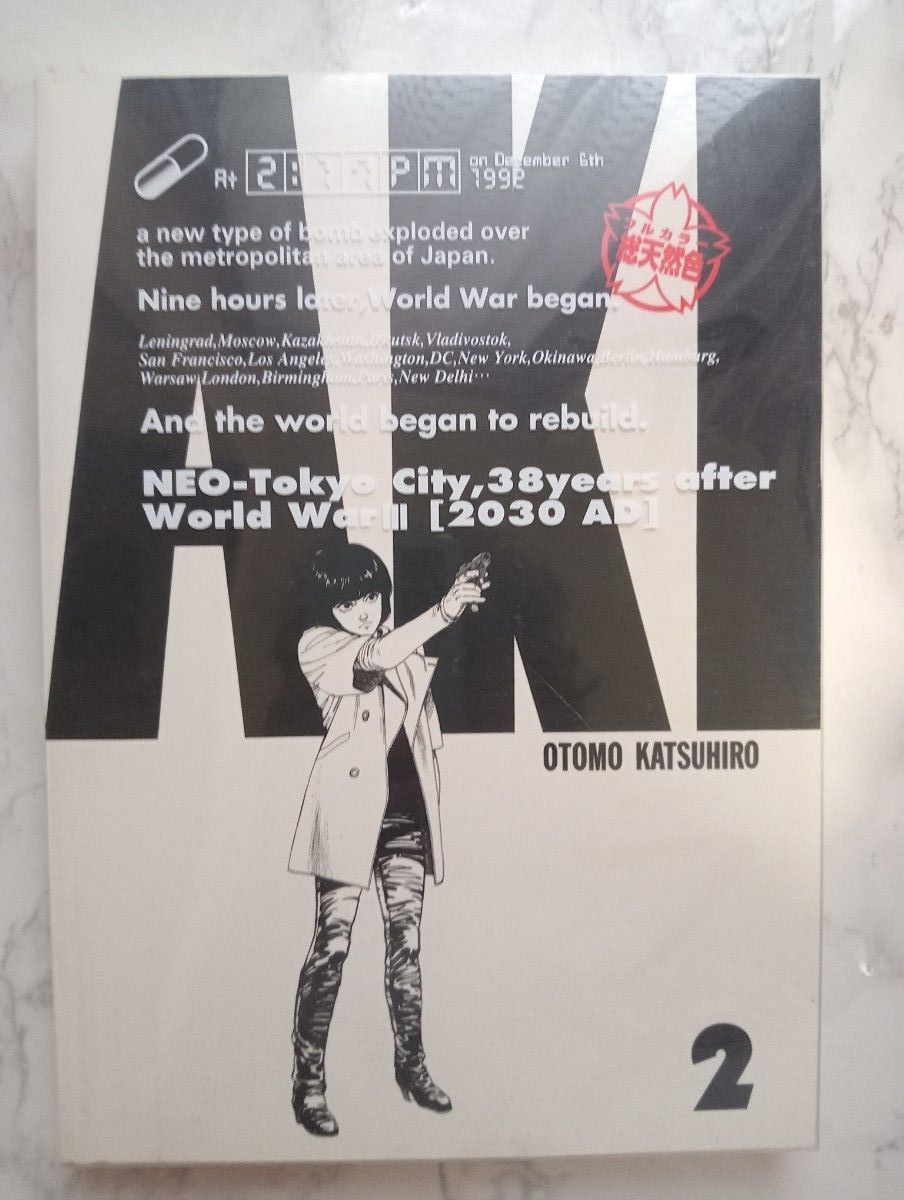 AKI
At 2:17PM on December 6th
1992
a new type of bomb exploded over
the metropolitan area of Japan.
フルカラー
総天然色
Nine hours later, World War began.
Leningrad,Moscow,Kazakhstan,Irkutsk,Vladivostok,
San Francisco,Los Angeles,Washington,DC,New York,Okinawa,Berlin,Hamburg,
Warsaw,London,Birmingham,Paris,New Delhi…
And the world began to rebuild.
NEO-Tokyo City,38years after
World War III [2030 AD]
OTOMO KATSUHIRO
2